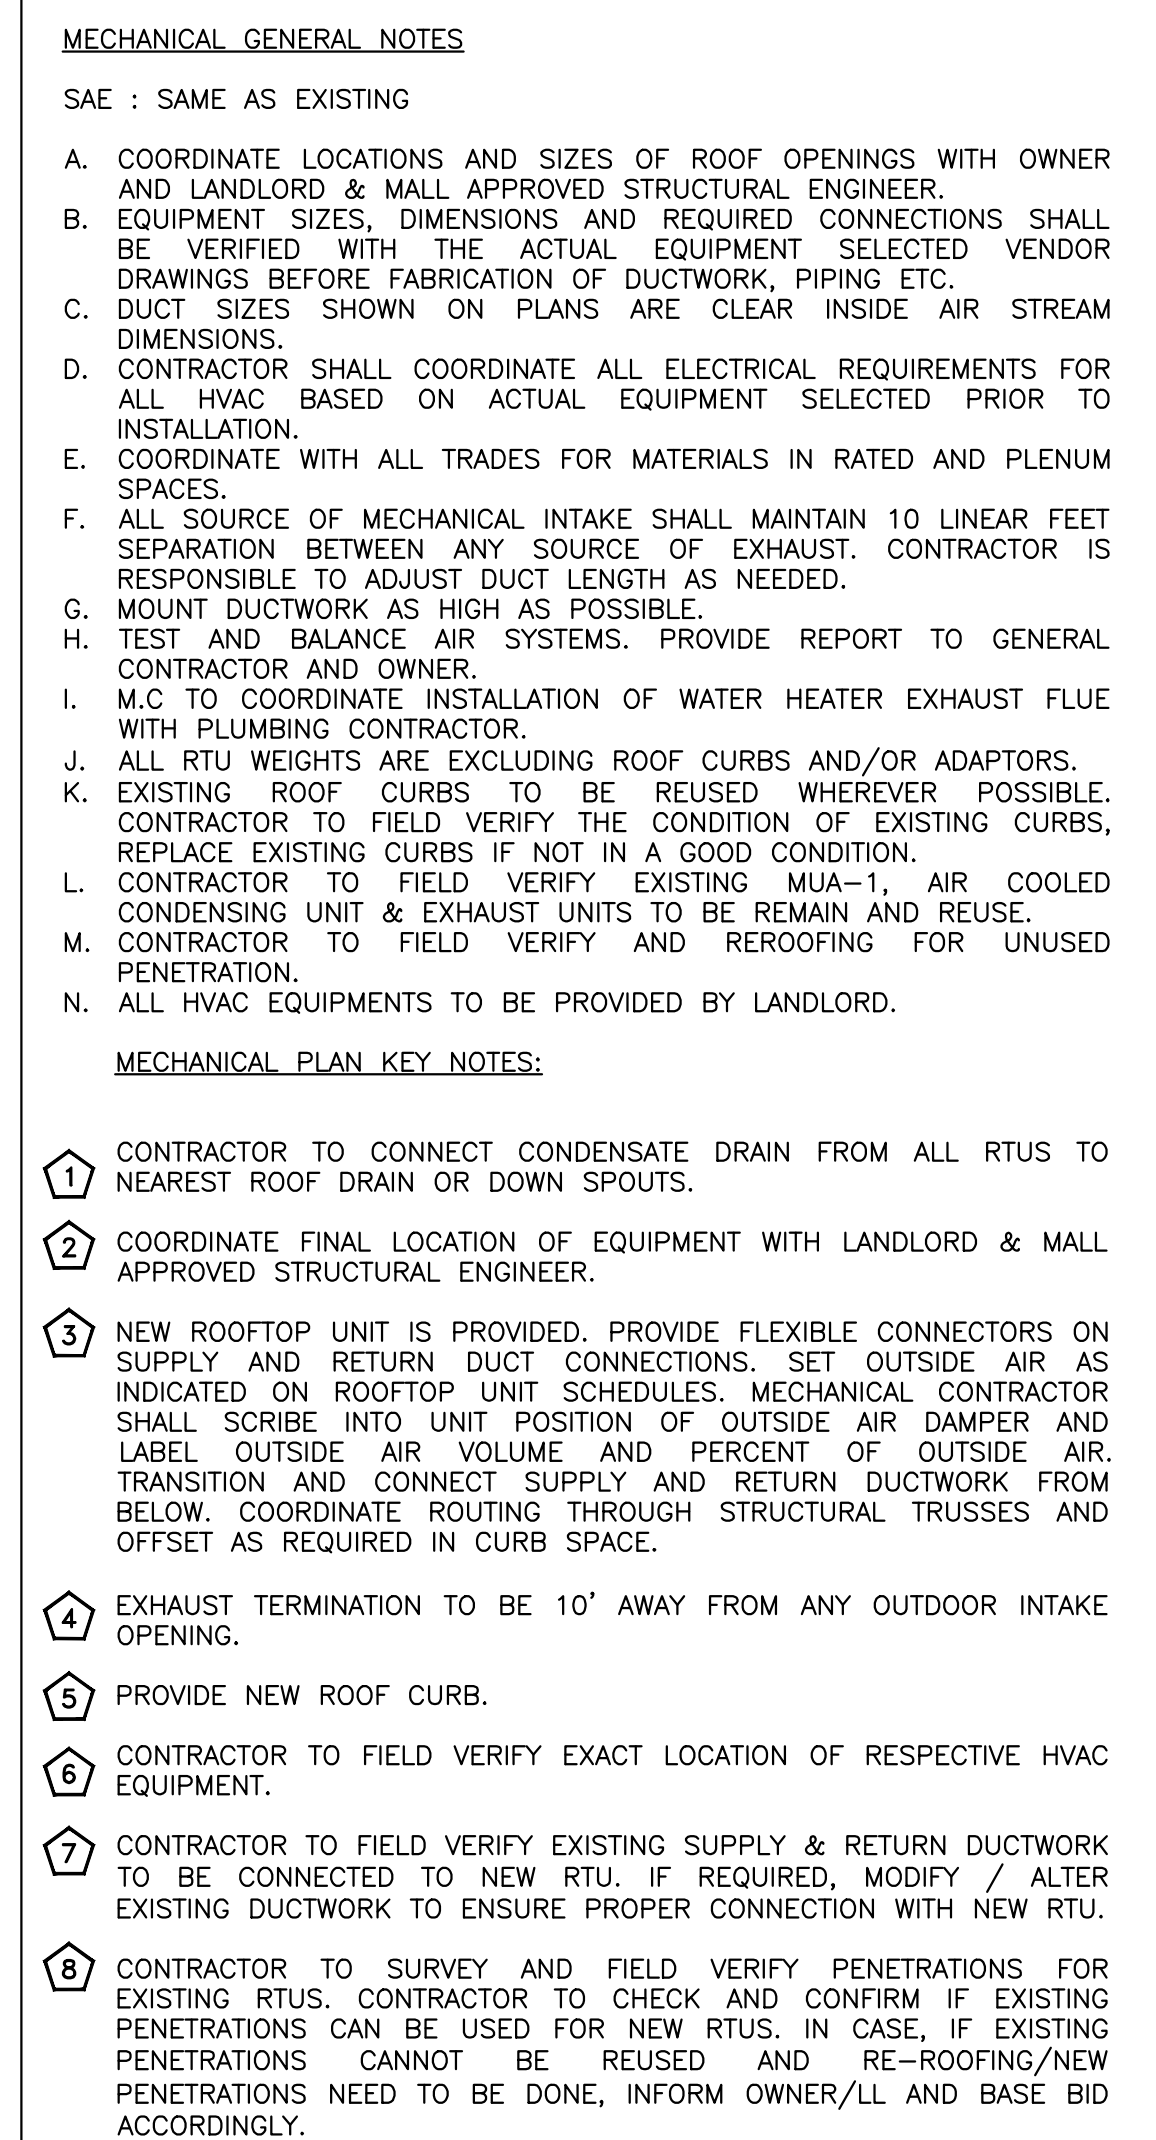 MECHANICAL GENERAL NOTES
SAE : SAME AS EXISTING
A. COORDINATE LOCATIONS AND SIZES OF ROOF OPENINGS WITH OWNER
AND LANDLORD & MALL APPROVED STRUCTURAL ENGINEER.
B. EQUIPMENT SIZES, DIMENSIONS AND REQUIRED CONNECTIONS SHALL
BE VERIFIED WITH THE ACTUAL EQUIPMENT SELECTED VENDOR
DRAWINGS BEFORE FABRICATION OF DUCTWORK, PIPING ETC.
C. DUCT SIZES SHOWN ON PLANS ARE CLEAR INSIDE AIR STREAM
DIMENSIONS.
D. CONTRACTOR SHALL COORDINATE ALL ELECTRICAL REQUIREMENTS FOR
ALL HVAC BASED ON ACTUAL EQUIPMENT SELECTED PRIOR TO
INSTALLATION.
E. COORDINATE WITH ALL TRADES FOR MATERIALS IN RATED AND PLENUM
SPACES.
F. ALL SOURCE OF MECHANICAL INTAKE SHALL MAINTAIN 10 LINEAR FEET
SEPARATION BETWEEN ANY SOURCE OF EXHAUST. CONTRACTOR IS
RESPONSIBLE TO ADJUST DUCT LENGTH AS NEEDED.
G. MOUNT DUCTWORK AS HIGH AS POSSIBLE.
H. TEST AND BALANCE AIR SYSTEMS. PROVIDE REPORT TO GENERAL
CONTRACTOR AND OWNER.
I. M.C TO COORDINATE INSTALLATION OF WATER HEATER EXHAUST FLUE
WITH PLUMBING CONTRACTOR.
J. ALL RTU WEIGHTS ARE EXCLUDING ROOF CURBS AND/OR ADAPTORS.
K. EXISTING ROOF CURBS TO BE REUSED WHEREVER POSSIBLE.
CONTRACTOR TO FIELD VERIFY THE CONDITION OF EXISTING CURBS,
REPLACE EXISTING CURBS IF NOT IN A GOOD CONDITION.
L. CONTRACTOR TO FIELD VERIFY EXISTING MUA-1, AIR COOLED
CONDENSING UNIT & EXHAUST UNITS TO BE REMAIN AND REUSE.
M. CONTRACTOR TO FIELD VERIFY AND REROOFING FOR UNUSED
PENETRATION.
N. ALL HVAC EQUIPMENTS TO BE PROVIDED BY LANDLORD.
MECHANICAL PLAN KEY NOTES:
1 CONTRACTOR TO CONNECT CONDENSATE DRAIN FROM ALL RTUS TO
NEAREST ROOF DRAIN OR DOWN SPOUTS.
2 COORDINATE FINAL LOCATION OF EQUIPMENT WITH LANDLORD & MALL
APPROVED STRUCTURAL ENGINEER.
3 NEW ROOFTOP UNIT IS PROVIDED. PROVIDE FLEXIBLE CONNECTORS ON
SUPPLY AND RETURN DUCT CONNECTIONS. SET OUTSIDE AIR AS
INDICATED ON ROOFTOP UNIT SCHEDULES. MECHANICAL CONTRACTOR
SHALL SCRIBE INTO UNIT POSITION OF OUTSIDE AIR DAMPER AND
LABEL OUTSIDE AIR VOLUME AND PERCENT OF OUTSIDE AIR.
TRANSITION AND CONNECT SUPPLY AND RETURN DUCTWORK FROM
BELOW. COORDINATE ROUTING THROUGH STRUCTURAL TRUSSES AND
OFFSET AS REQUIRED IN CURB SPACE.
4 EXHAUST TERMINATION TO BE 10' AWAY FROM ANY OUTDOOR INTAKE
OPENING.
5 PROVIDE NEW ROOF CURB.
6 CONTRACTOR TO FIELD VERIFY EXACT LOCATION OF RESPECTIVE HVAC
EQUIPMENT.
7 CONTRACTOR TO FIELD VERIFY EXISTING SUPPLY & RETURN DUCTWORK
TO BE CONNECTED TO NEW RTU. IF REQUIRED, MODIFY / ALTER
EXISTING DUCTWORK TO ENSURE PROPER CONNECTION WITH NEW RTU.
8 CONTRACTOR TO SURVEY AND FIELD VERIFY PENETRATIONS FOR
EXISTING RTUS. CONTRACTOR TO CHECK AND CONFIRM IF EXISTING
PENETRATIONS CAN BE USED FOR NEW RTUS. IN CASE, IF EXISTING
PENETRATIONS CANNOT BE REUSED AND RE-ROOFING/NEW
PENETRATIONS NEED TO BE DONE, INFORM OWNER/LL AND BASE BID
ACCORDINGLY.